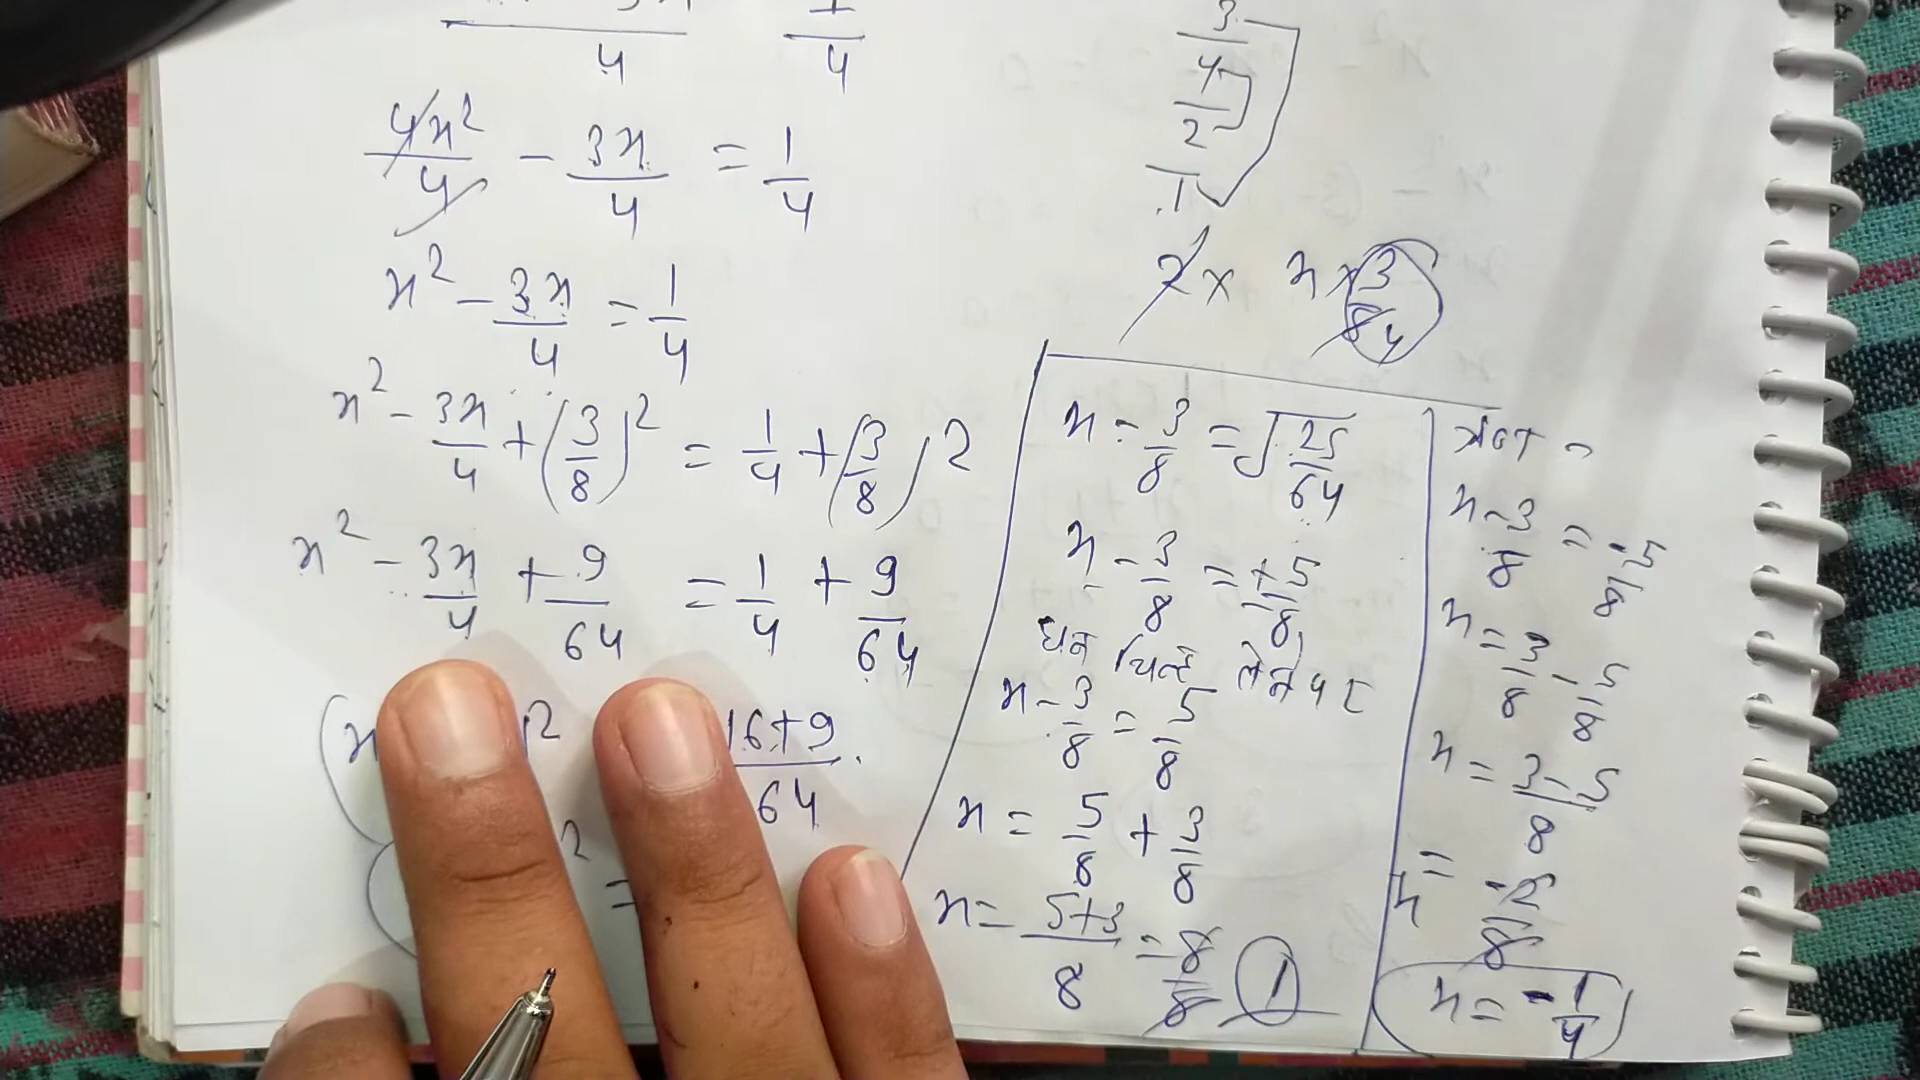 4 4
4x²/4 - 3x/4 = 1/4
x² - 3x/4 = 1/4
x² - 3x/4 + (3/8)² = 1/4 + (3/8)²
x² - 3x/4 + 9/64 = 1/4 + 9/64
(x )² 16+9/64
² =
3/4/2/1
2 x x x 3/8 4
x - 3/8 = √25/64
x - 3/8 = ±5/8
धन चिन्ह लेने पर
x - 3/8 = 5/8
x = 5/8 + 3/8
x = 5+3/8 = 8/8 1
x - 3/8 = -5/8
x = 3/8 - 5/8
x = 3-5/8
x = -2/8
x = -1/4